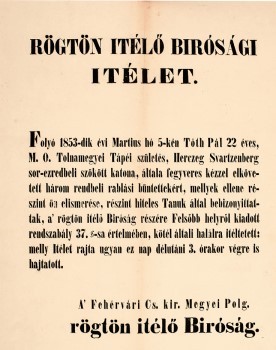 RÖGTÖN ITÉLŐ BIRÓSÁGI
ITÉLET.
Folyó 1853-dik évi Martius hó 5-kén Tóth Pál 22 éves,
M. O. Tolnamegyei Tápéi születés, Herczeg Svartzenberg
sor-ezredbeli szökött katona, általa fegyveres kézzel elköve-
tett három rendbeli rablási bűntettekért, mellyek ellene ré-
szint ön elismerése, részint hiteles Tanuk által bebizonyíttat-
tak, a' rögtön itélő Biróság részére Felsőbb helyről kiadott
rendszabály 37. §-sa értelmében, kötél általi halálra itéltetett:
melly Itélet rajta ugyan ez nap délutáni 3. órakor végre is
hajtatott.
A' Fehérvári Cs. kir. Megyei Polg.
rögtön itélő Biróság.